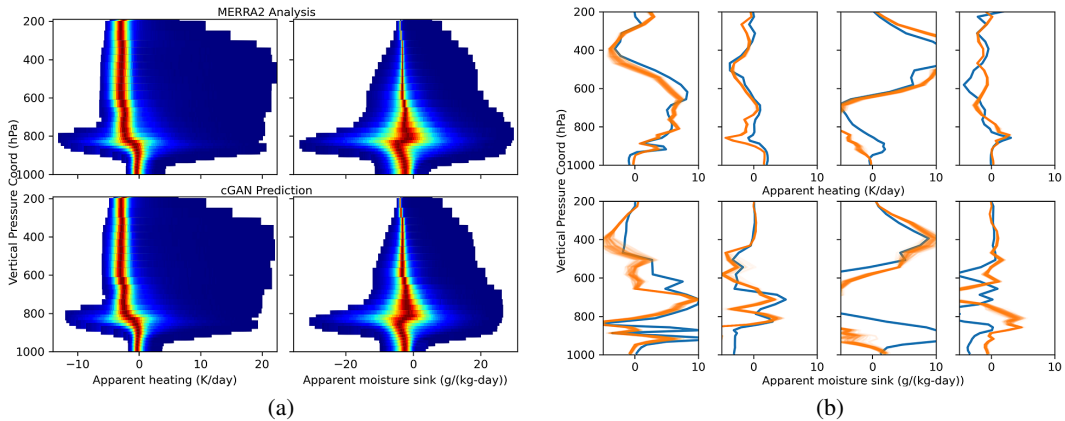 MERRA2 Analysis
200
400
600
800
1000
cGAN Prediction
200
400
600
800
1000
Vertical Pressure Coord (hPa)
−10 0 10 20
−20 0 20
Apparent heating (K/day)
Apparent moisture sink (g/(kg-day))
(a)
200
400
600
800
1000
0 10 0 10 0 10 0 10
Apparent heating (K/day)
Vertical Pressure Coord (hPa)
200
400
600
800
1000
0 10 0 10 0 10 0 10
Apparent moisture sink (g/(kg-day))
(b)